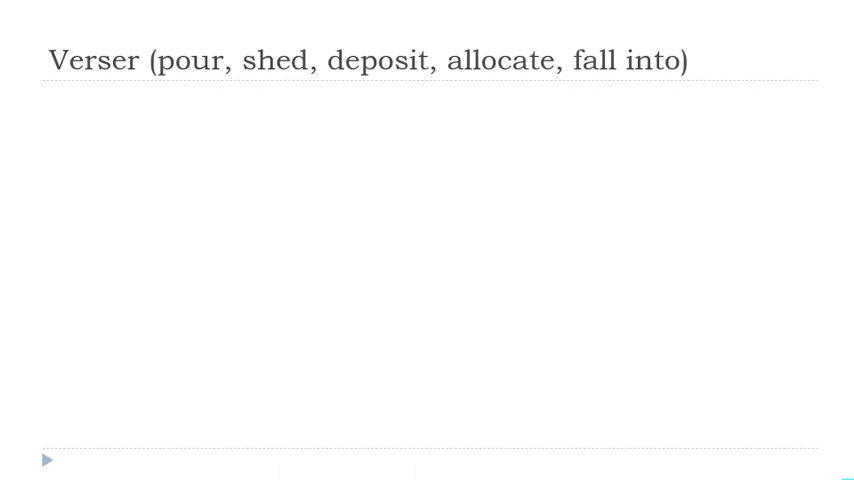 Verser (pour, shed, deposit, allocate, fall into)